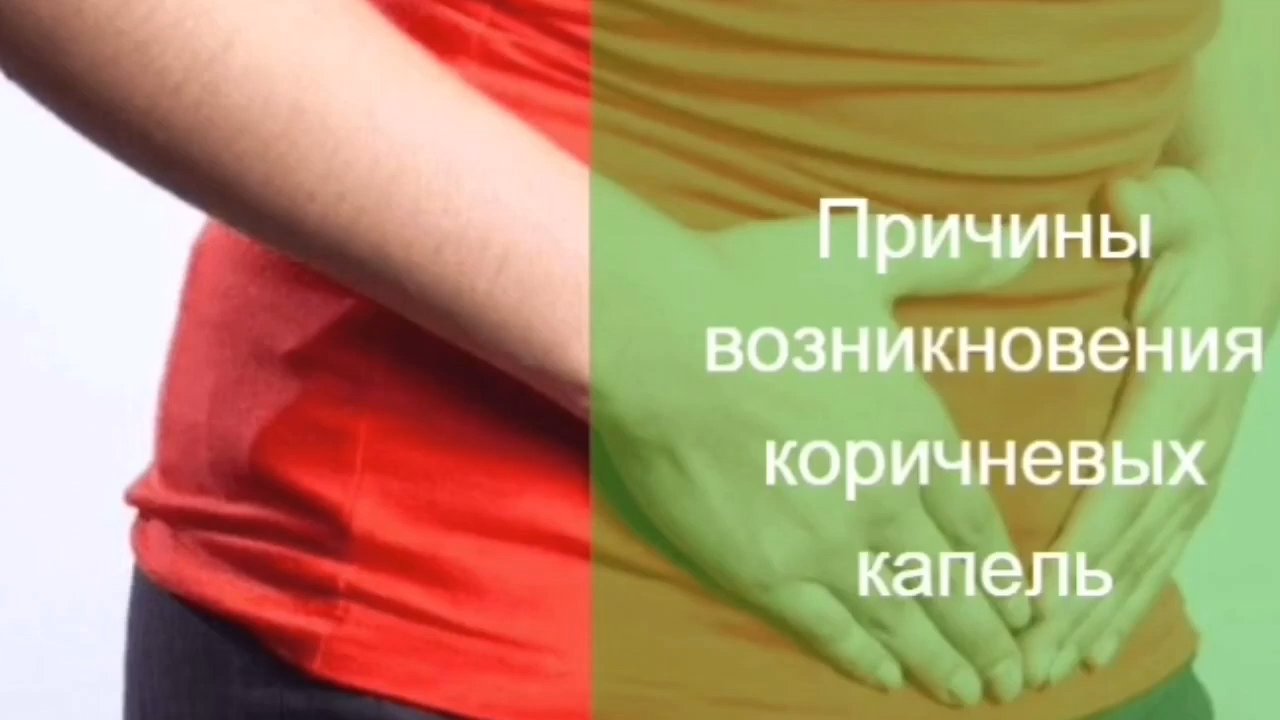 Причины
возникновения
коричневых
капель